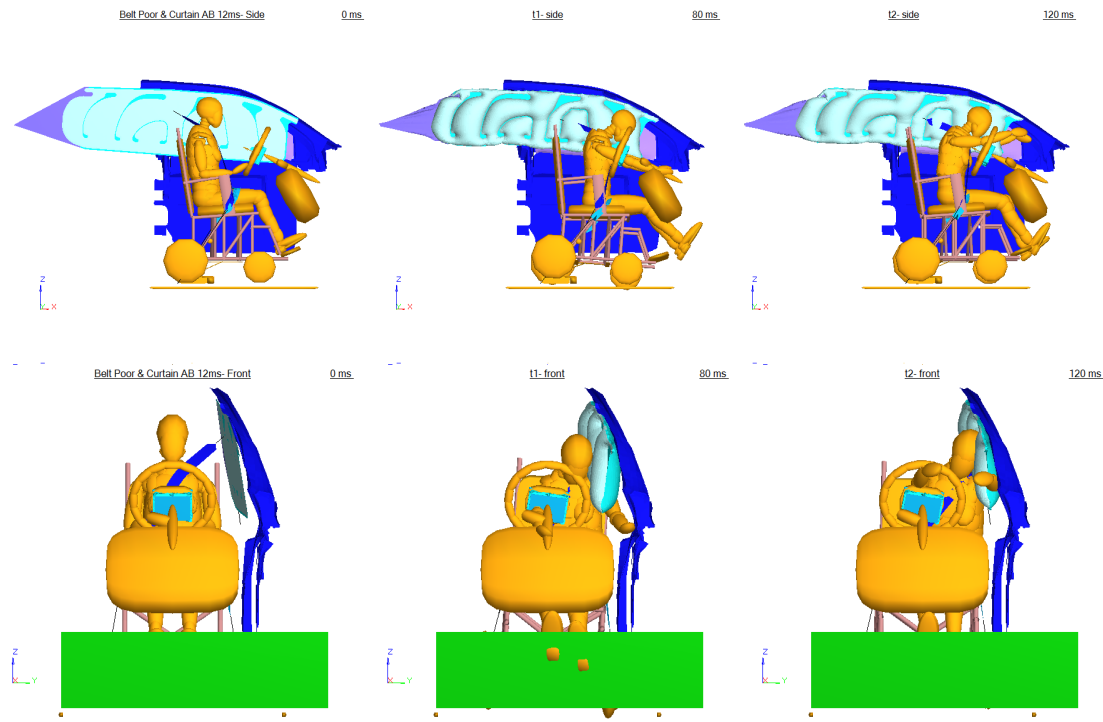 Belt Poor & Curtain AB 12ms- Side 0 ms t1- side 80 ms t2- side 120 ms
Z
X
Z
X
Z
X
Belt Poor & Curtain AB 12ms- Front 0 ms t1- front 80 ms t2- front 120 ms
Z
X Y
Z
X Y
Z
X Y